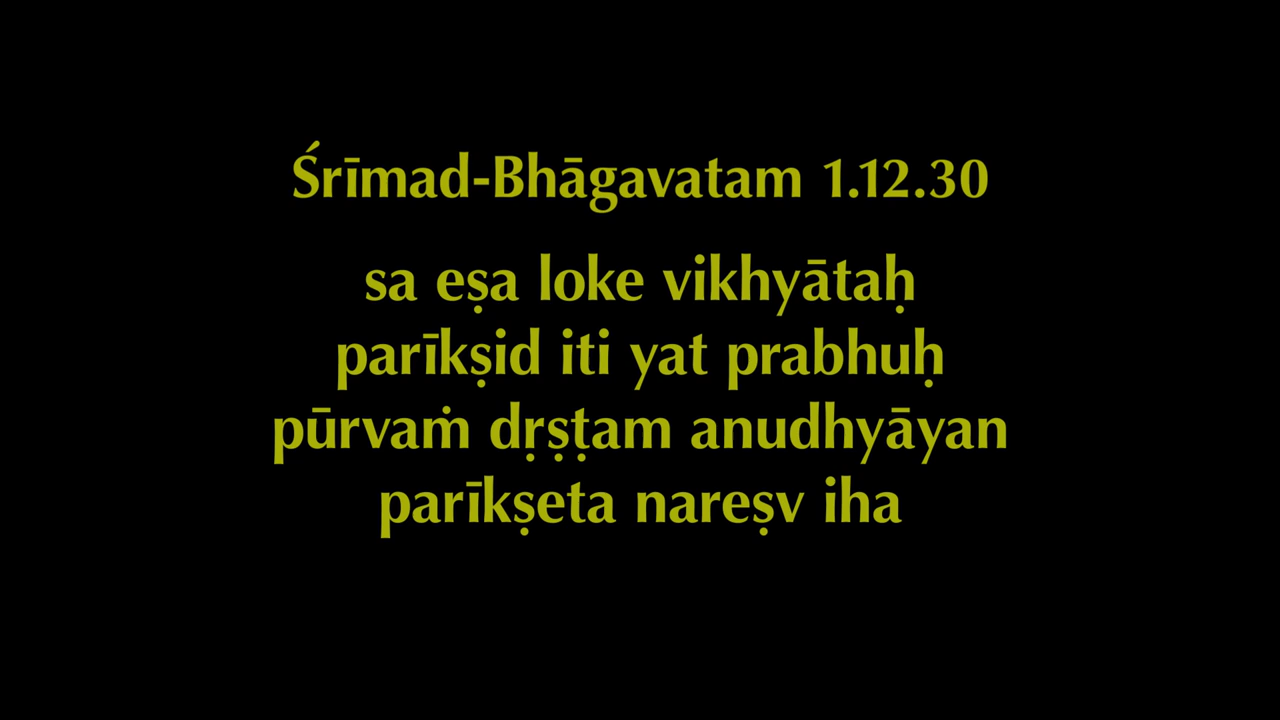 Śrīmad-Bhāgavatam 1.12.30
sa eṣa loke vikhyātaḥ
parīkṣid iti yat prabhuḥ
pūrvaṁ dṛṣṭam anudhyāyan
parīkṣeta nareṣv iha